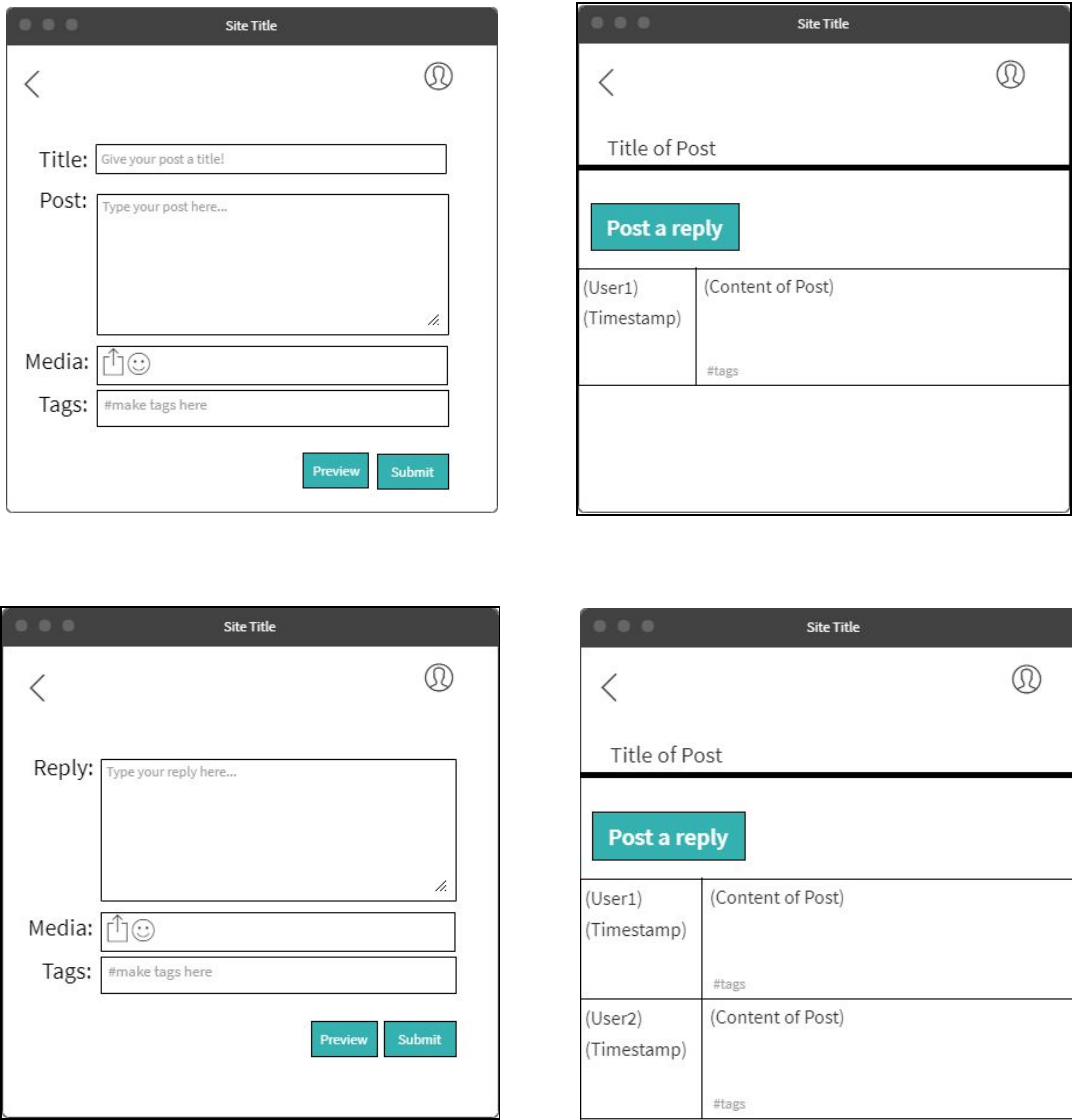 Site Title
Title: Give your post a title!
Post: Type your post here...
Media:
Tags: #make tags here
Preview Submit
Site Title
Title of Post
Post a reply
(User1) (Content of Post)
(Timestamp)
#tags
Site Title
Reply: Type your reply here...
Media:
Tags: #make tags here
Preview Submit
Site Title
Title of Post
Post a reply
(User1) (Content of Post)
(Timestamp)
#tags
(User2) (Content of Post)
(Timestamp)
#tags